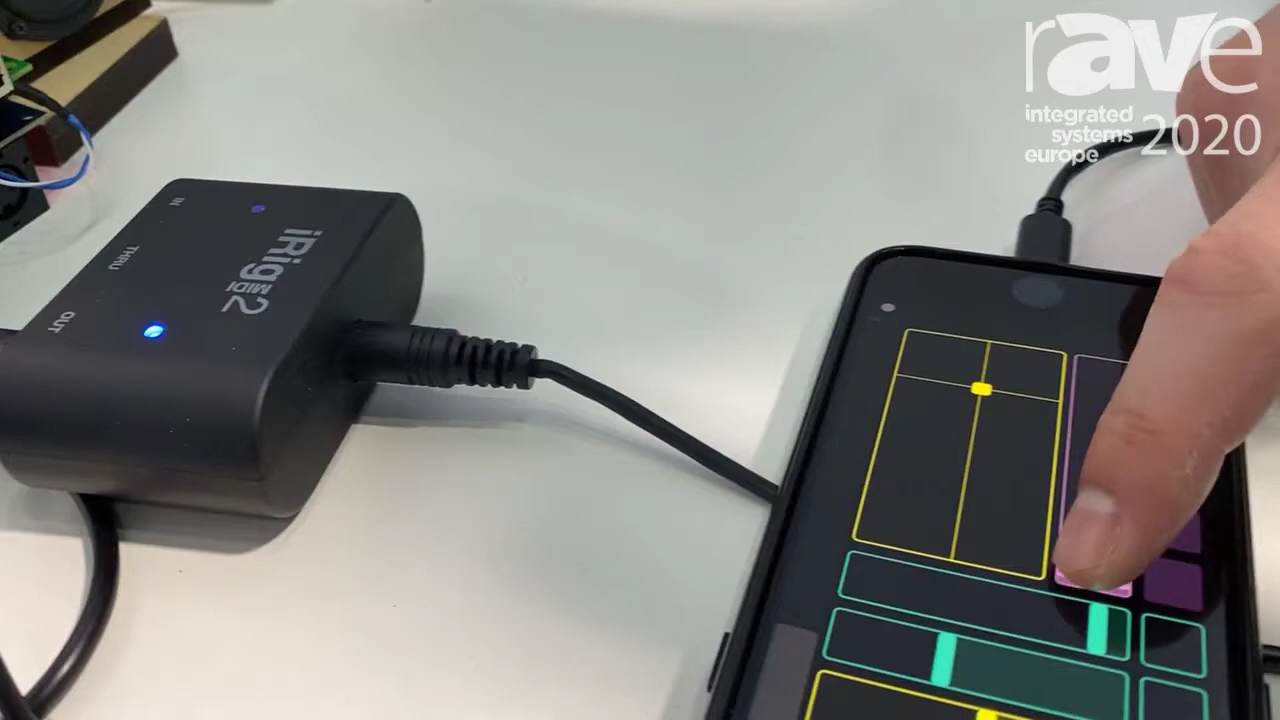 rAVe
integrated
systems
europe
2020
IN
THRU
OUT
iRig
MIDI
2